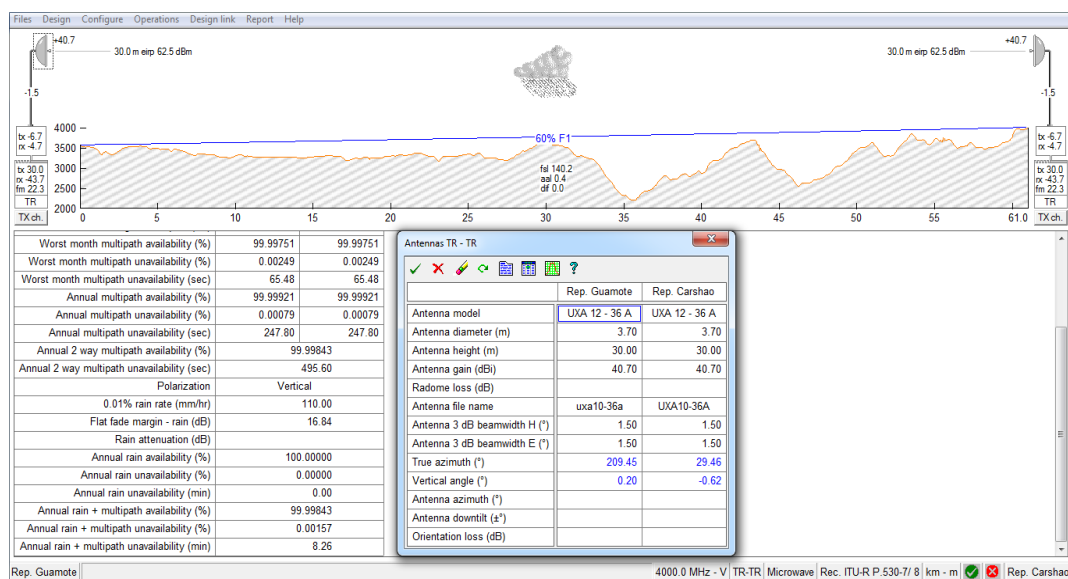 Files Design Configure Operations Design link Report Help
+40.7
30.0 m eirp 62.5 dBm
30.0 m eirp 62.5 dBm
+40.7
-1.5
-1.5
tx -6.7
rx -4.7
tx 30.0
rx -43.7
fm 22.3
TR
TX ch.
4000
3500
3000
2500
2000
60% F1
fsl 140.2
aal 0.4
df 0.0
tx -6.7
rx -4.7
tx 30.0
rx -43.7
fm 22.3
TR
TX ch.
0 5 10 15 20 25 30 35 40 45 50 55 61.0
Worst month multipath availability (%) 99.99751 99.99751
Worst month multipath unavailability (%) 0.00249 0.00249
Worst month multipath unavailability (sec) 65.48 65.48
Annual multipath availability (%) 99.99921 99.99921
Annual multipath unavailability (%) 0.00079 0.00079
Annual multipath unavailability (sec) 247.80 247.80
Annual 2 way multipath availability (%) 99.99843
Annual 2 way multipath unavailability (sec) 495.60
Polarization Vertical
0.01% rain rate (mm/hr) 110.00
Flat fade margin - rain (dB) 16.84
Rain attenuation (dB)
Annual rain availability (%) 100.00000
Annual rain unavailability (%) 0.00000
Annual rain unavailability (min) 0.00
Annual rain + multipath availability (%) 99.99843
Annual rain + multipath unavailability (%) 0.00157
Annual rain + multipath unavailability (min) 8.26
Antennas TR - TR
?
Rep. Guamote Rep. Carshao
Antenna model UXA 12 - 36 A UXA 12 - 36 A
Antenna diameter (m) 3.70 3.70
Antenna height (m) 30.00 30.00
Antenna gain (dBi) 40.70 40.70
Radome loss (dB)
Antenna file name uxa10-36a UXA10-36A
Antenna 3 dB beamwidth H (°) 1.50 1.50
Antenna 3 dB beamwidth E (°) 1.50 1.50
True azimuth (°) 209.45 29.46
Vertical angle (°) 0.20 -0.62
Antenna azimuth (°)
Antenna downtilt (±°)
Orientation loss (dB)
Rep. Guamote 4000.0 MHz - V TR-TR Microwave Rec. ITU-R P.530-7/ 8 km - m Rep. Carshao